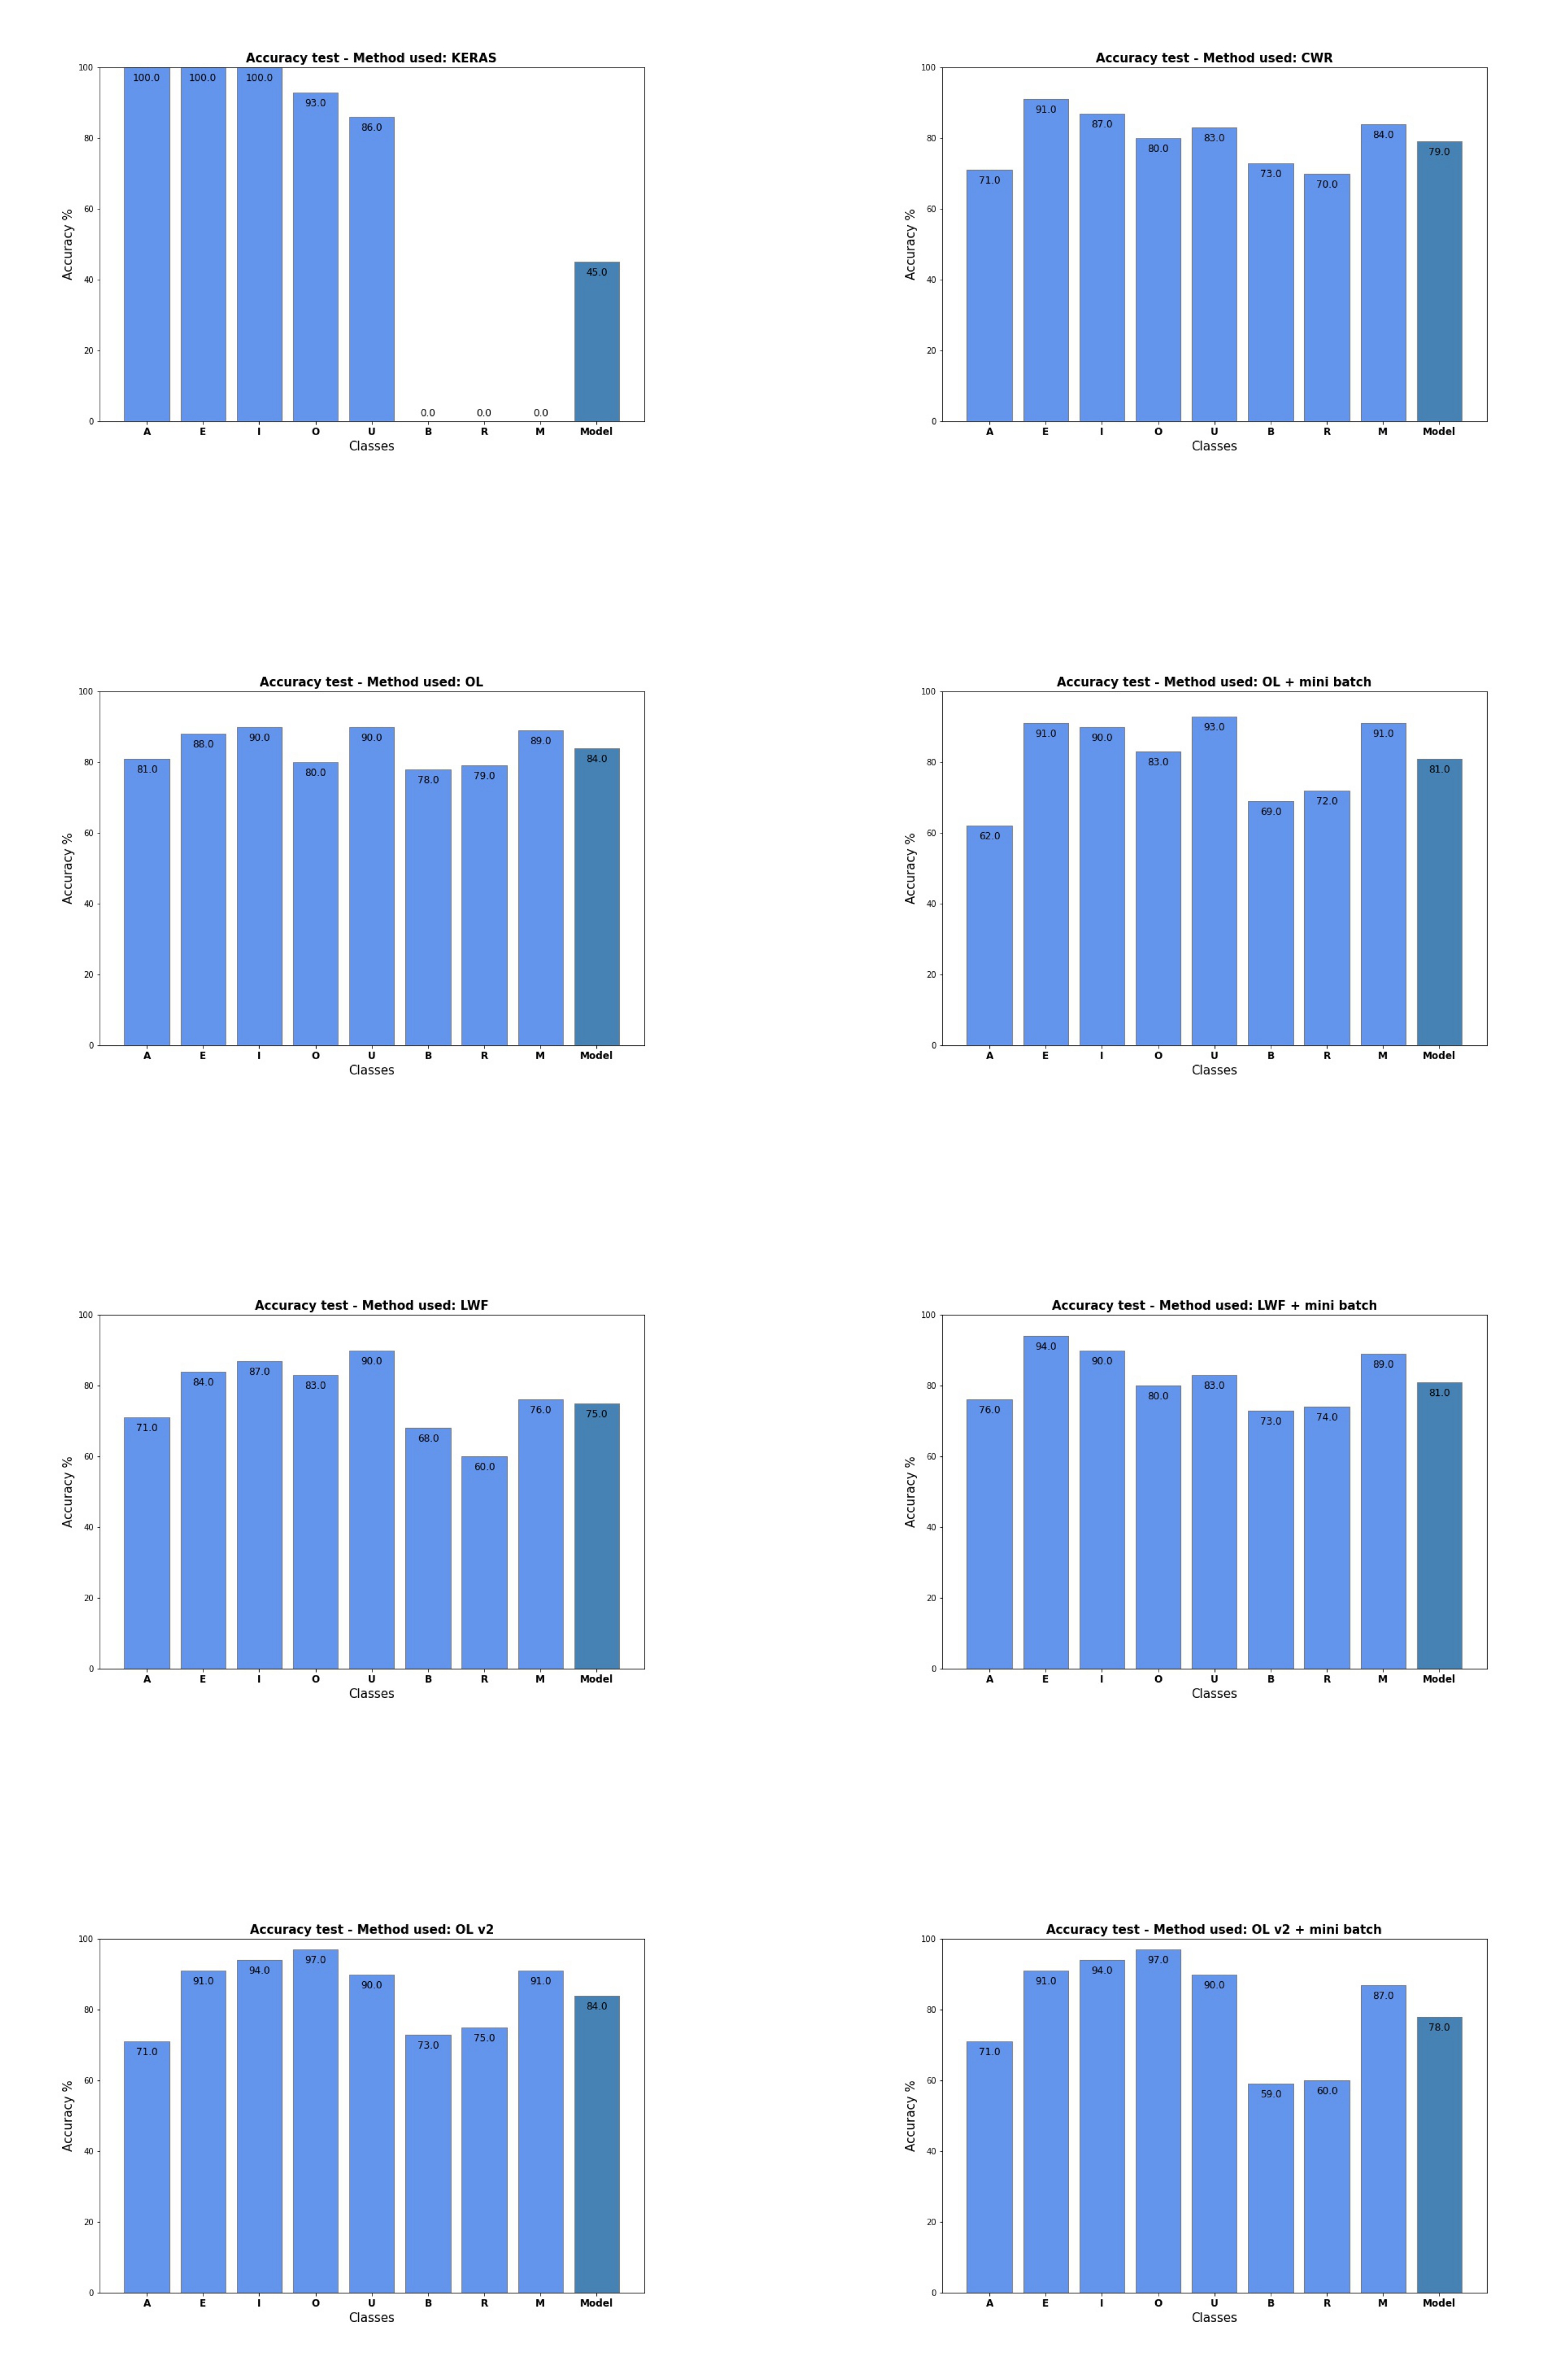 Accuracy test - Method used: KERAS
100
80
60
40
20
0
Accuracy %
100.0 100.0 100.0 93.0 86.0 0.0 0.0 0.0 45.0
A E I O U B R M Model
Classes
Accuracy test - Method used: CWR
100
80
60
40
20
0
Accuracy %
71.0 91.0 87.0 80.0 83.0 73.0 70.0 84.0 79.0
A E I O U B R M Model
Classes
Accuracy test - Method used: OL
100
80
60
40
20
0
Accuracy %
81.0 88.0 90.0 80.0 90.0 78.0 79.0 89.0 84.0
A E I O U B R M Model
Classes
Accuracy test - Method used: OL + mini batch
100
80
60
40
20
0
Accuracy %
62.0 91.0 90.0 83.0 93.0 69.0 72.0 91.0 81.0
A E I O U B R M Model
Classes
Accuracy test - Method used: LWF
100
80
60
40
20
0
Accuracy %
71.0 84.0 87.0 83.0 90.0 68.0 60.0 76.0 75.0
A E I O U B R M Model
Classes
Accuracy test - Method used: LWF + mini batch
100
80
60
40
20
0
Accuracy %
76.0 94.0 90.0 80.0 83.0 73.0 74.0 89.0 81.0
A E I O U B R M Model
Classes
Accuracy test - Method used: OL v2
100
80
60
40
20
0
Accuracy %
71.0 91.0 94.0 97.0 90.0 73.0 75.0 91.0 84.0
A E I O U B R M Model
Classes
Accuracy test - Method used: OL v2 + mini batch
100
80
60
40
20
0
Accuracy %
71.0 91.0 94.0 97.0 90.0 59.0 60.0 87.0 78.0
A E I O U B R M Model
Classes